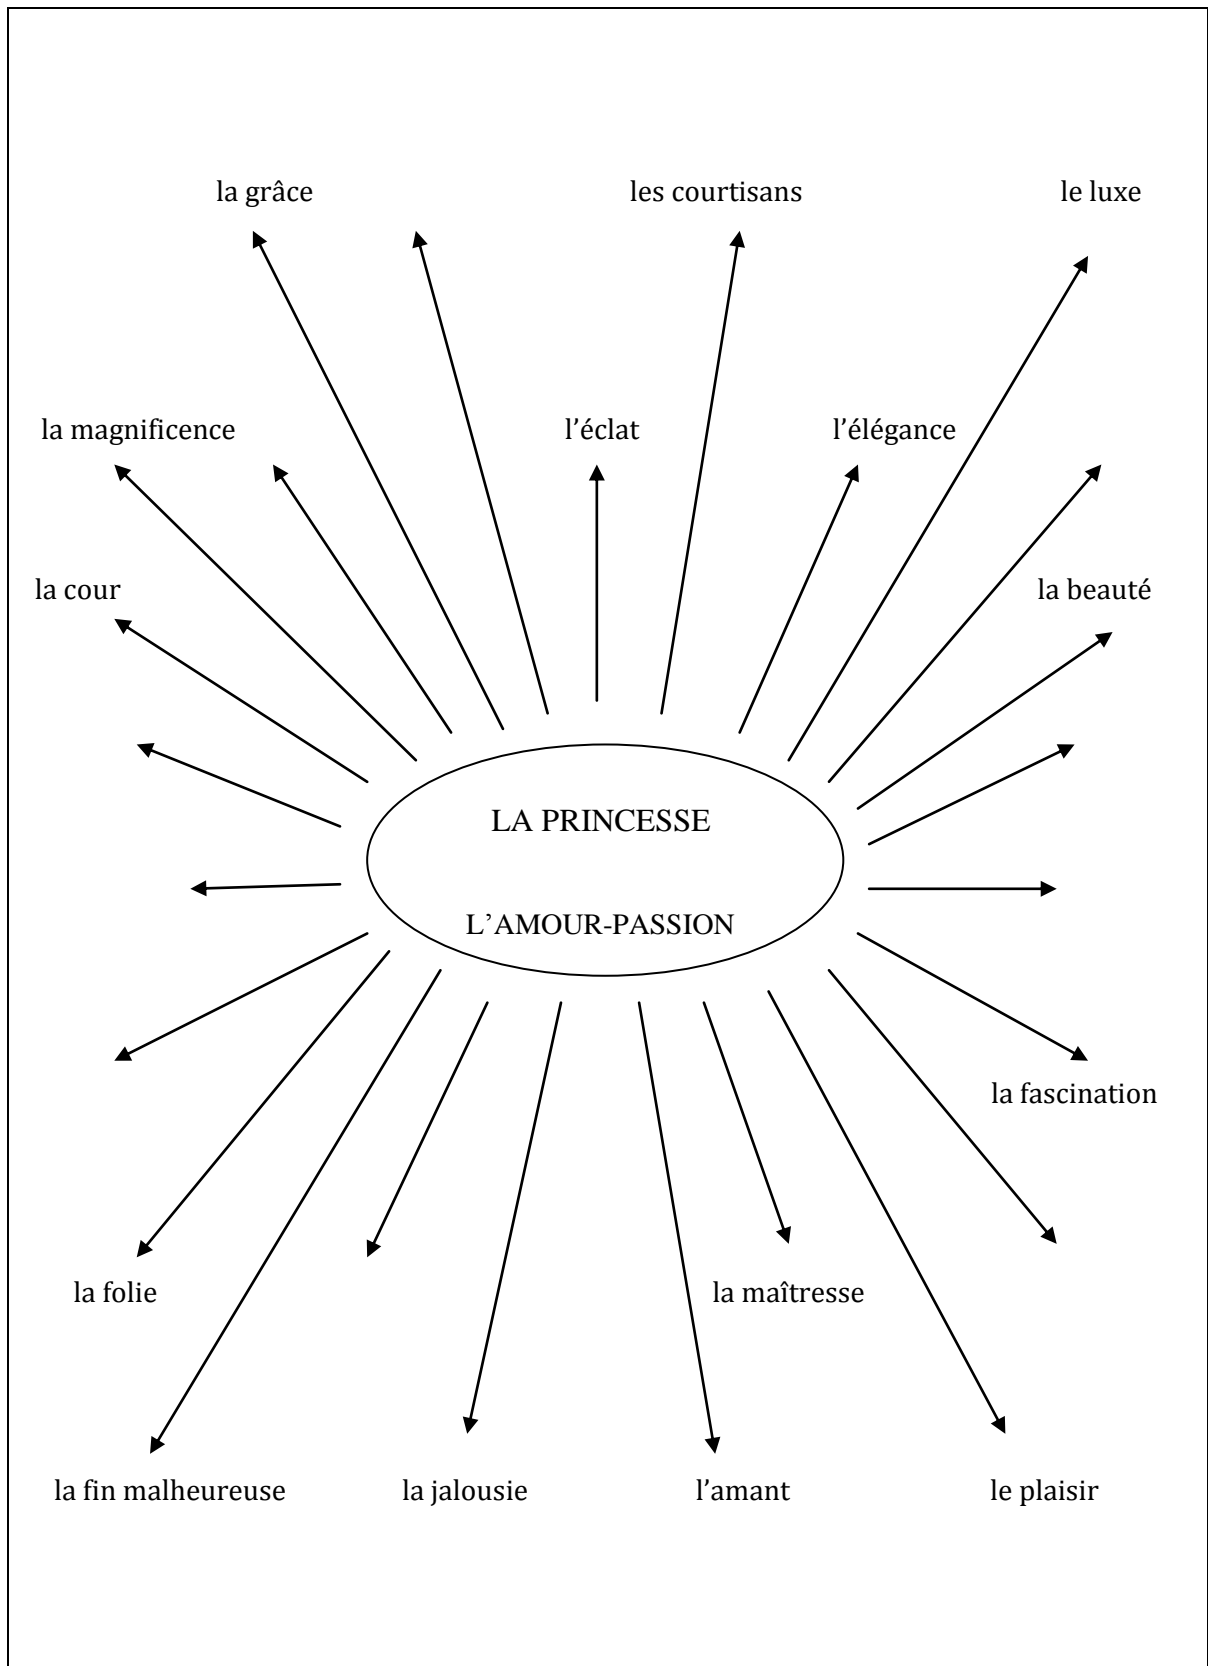 la grâce
les courtisans
le luxe
la magnificence
l’éclat
l’élégance
la cour
la beauté
LA PRINCESSE
L’AMOUR-PASSION
la fascination
la folie
la maîtresse
la fin malheureuse
la jalousie
l’amant
le plaisir